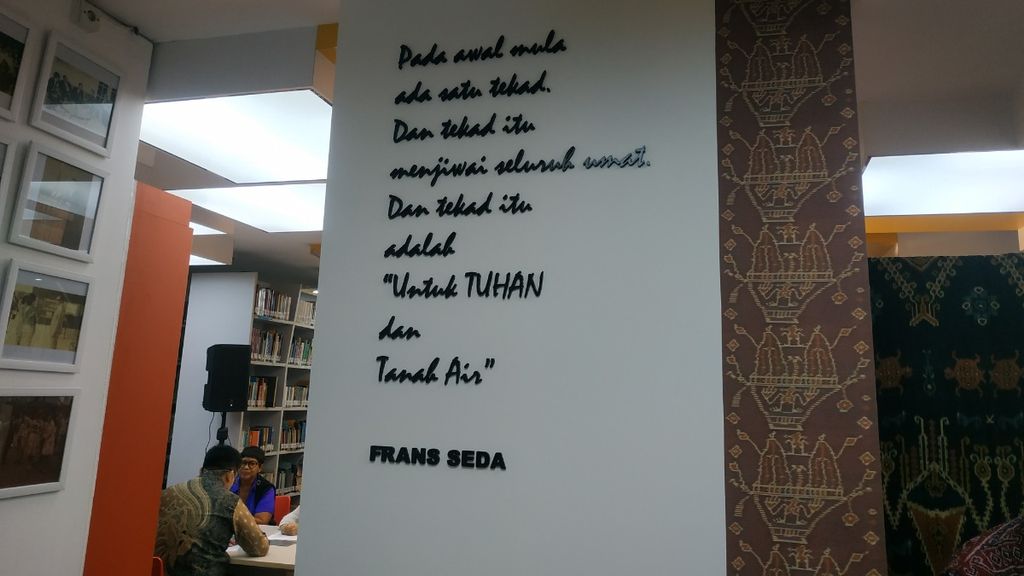 Pada awal mula
ada satu tekad.
Dan tekad itu
menjiwai seluruh umat.
Dan tekad itu
adalah
“Untuk TUHAN
dan
Tanah Air”
FRANS SEDA